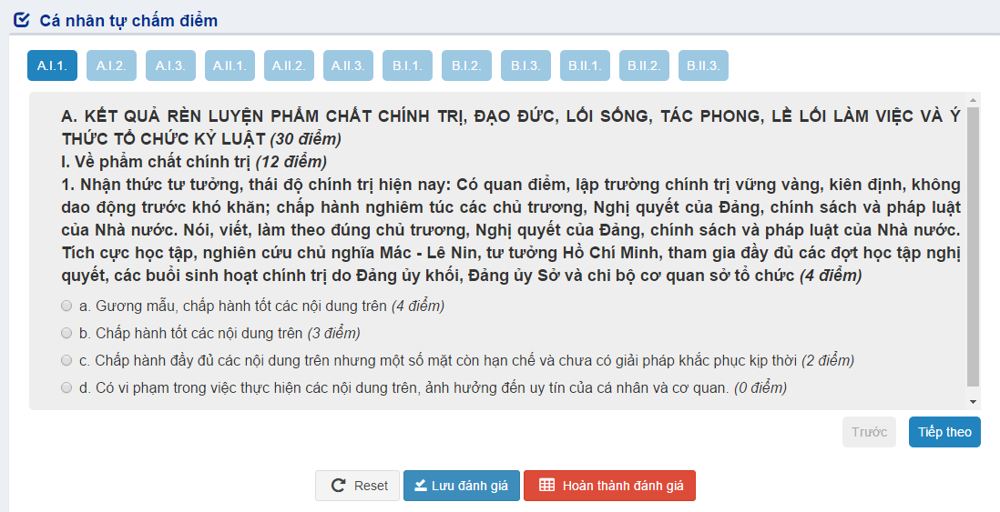 Cá nhân tự chấm điểm
A.I.1. A.I.2. A.I.3. A.II.1. A.II.2. A.II.3. B.I.1. B.I.2. B.I.3. B.II.1. B.II.2. B.II.3.
A. KẾT QUẢ RÈN LUYỆN PHẨM CHẤT CHÍNH TRỊ, ĐẠO ĐỨC, LỐI SỐNG, TÁC PHONG, LỀ LỐI LÀM VIỆC VÀ Ý
THỨC TỔ CHỨC KỶ LUẬT (30 điểm)
I. Về phẩm chất chính trị (12 điểm)
1. Nhận thức tư tưởng, thái độ chính trị hiện nay: Có quan điểm, lập trường chính trị vững vàng, kiên định, không
dao động trước khó khăn; chấp hành nghiêm túc các chủ trương, Nghị quyết của Đảng, chính sách và pháp luật
của Nhà nước. Nói, viết, làm theo đúng chủ trương, Nghị quyết của Đảng, chính sách và pháp luật của Nhà nước.
Tích cực học tập, nghiên cứu chủ nghĩa Mác - Lê Nin, tư tưởng Hồ Chí Minh, tham gia đầy đủ các đợt học tập nghị
quyết, các buổi sinh hoạt chính trị do Đảng ủy khối, Đảng ủy Sở và chi bộ cơ quan sở tổ chức (4 điểm)
a. Gương mẫu, chấp hành tốt các nội dung trên (4 điểm)
b. Chấp hành tốt các nội dung trên (3 điểm)
c. Chấp hành đầy đủ các nội dung trên nhưng một số mặt còn hạn chế và chưa có giải pháp khắc phục kịp thời (2 điểm)
d. Có vi phạm trong việc thực hiện các nội dung trên, ảnh hưởng đến uy tín của cá nhân và cơ quan. (0 điểm)
Trước Tiếp theo
Reset Lưu đánh giá Hoàn thành đánh giá